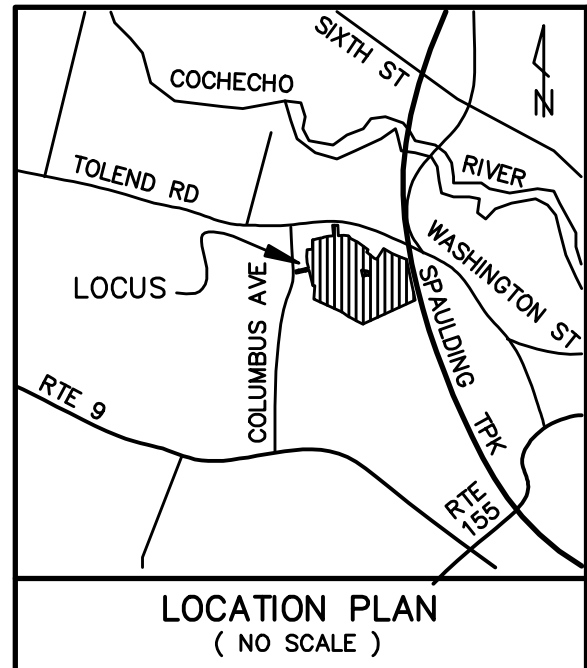 SIXTH ST
N
COCHECHO
RIVER
TOLEND RD
WASHINGTON ST
LOCUS
COLUMBUS AVE
SPAULDING TPK
RTE 9
RTE
155
LOCATION PLAN
( NO SCALE )